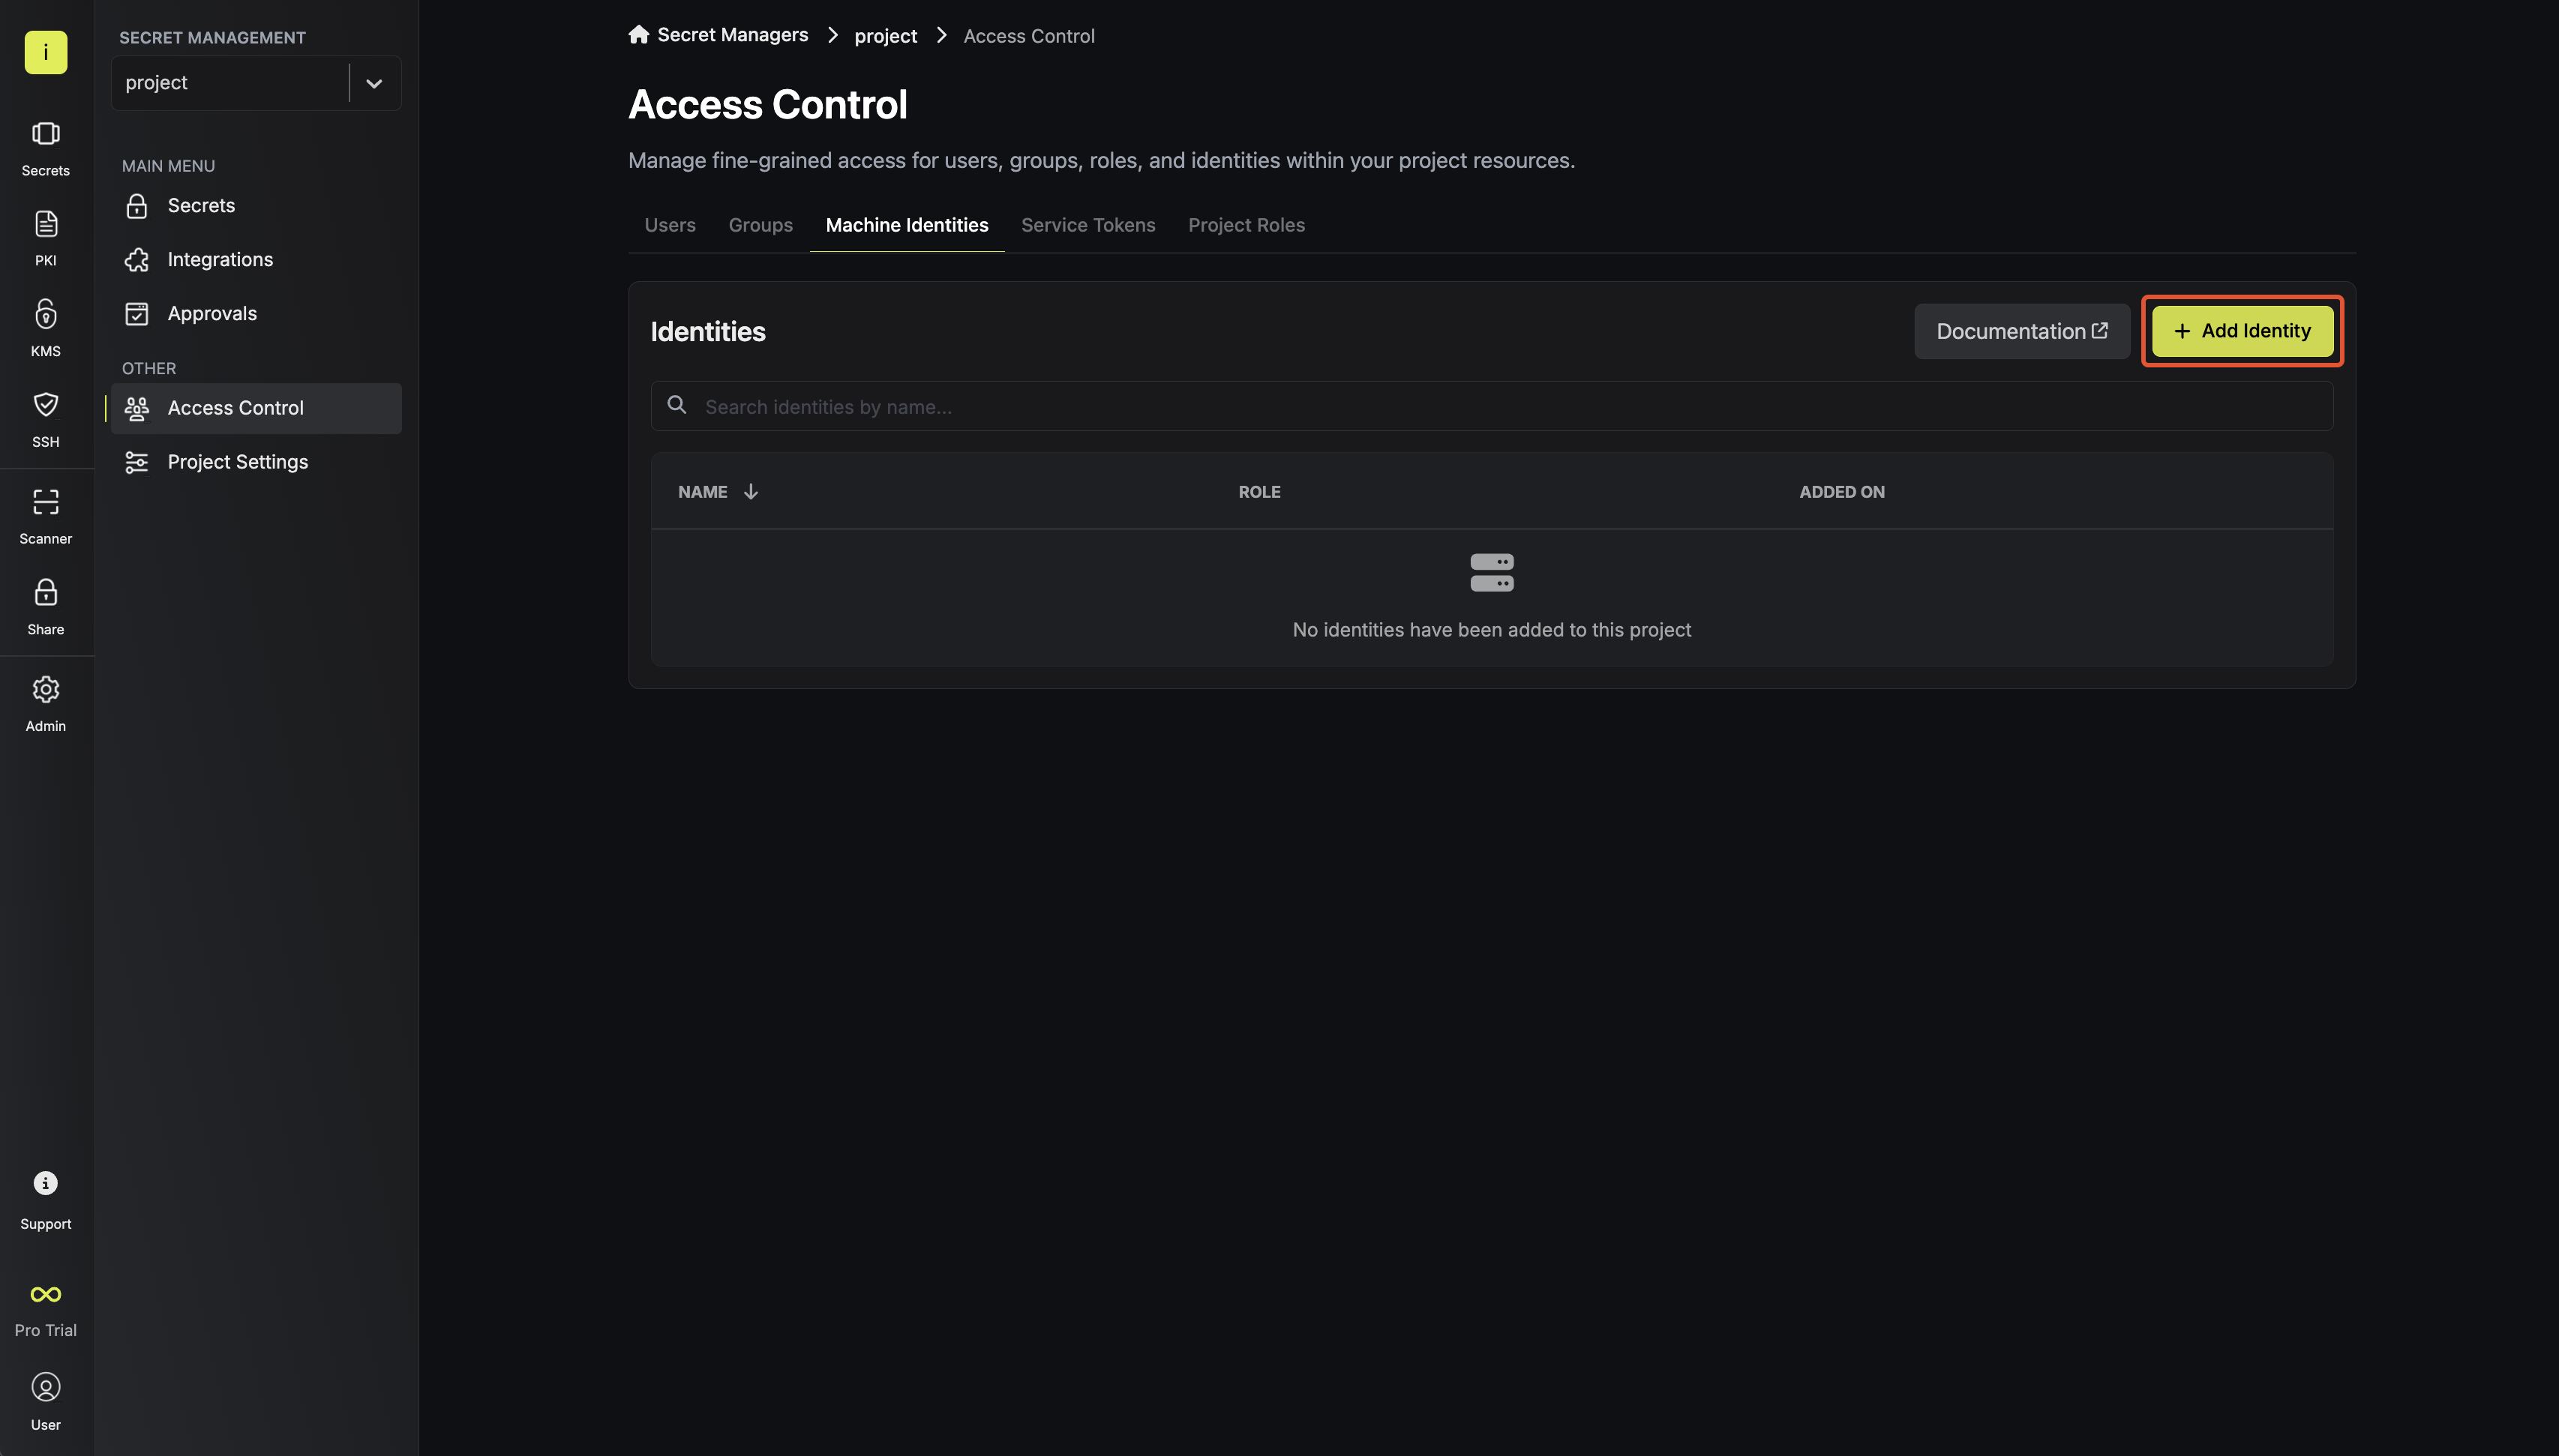 i
Secrets
PKI
KMS
SSH
Scanner
Share
Admin
Support
Pro Trial
User
SECRET MANAGEMENT
project
MAIN MENU
Secrets
Integrations
Approvals
OTHER
Access Control
Project Settings
Secret Managers project Access Control
Access Control
Manage fine-grained access for users, groups, roles, and identities within your project resources.
Users Groups Machine Identities Service Tokens Project Roles
Identities Documentation + Add Identity
Search identities by name...
NAME ROLE ADDED ON
No identities have been added to this project